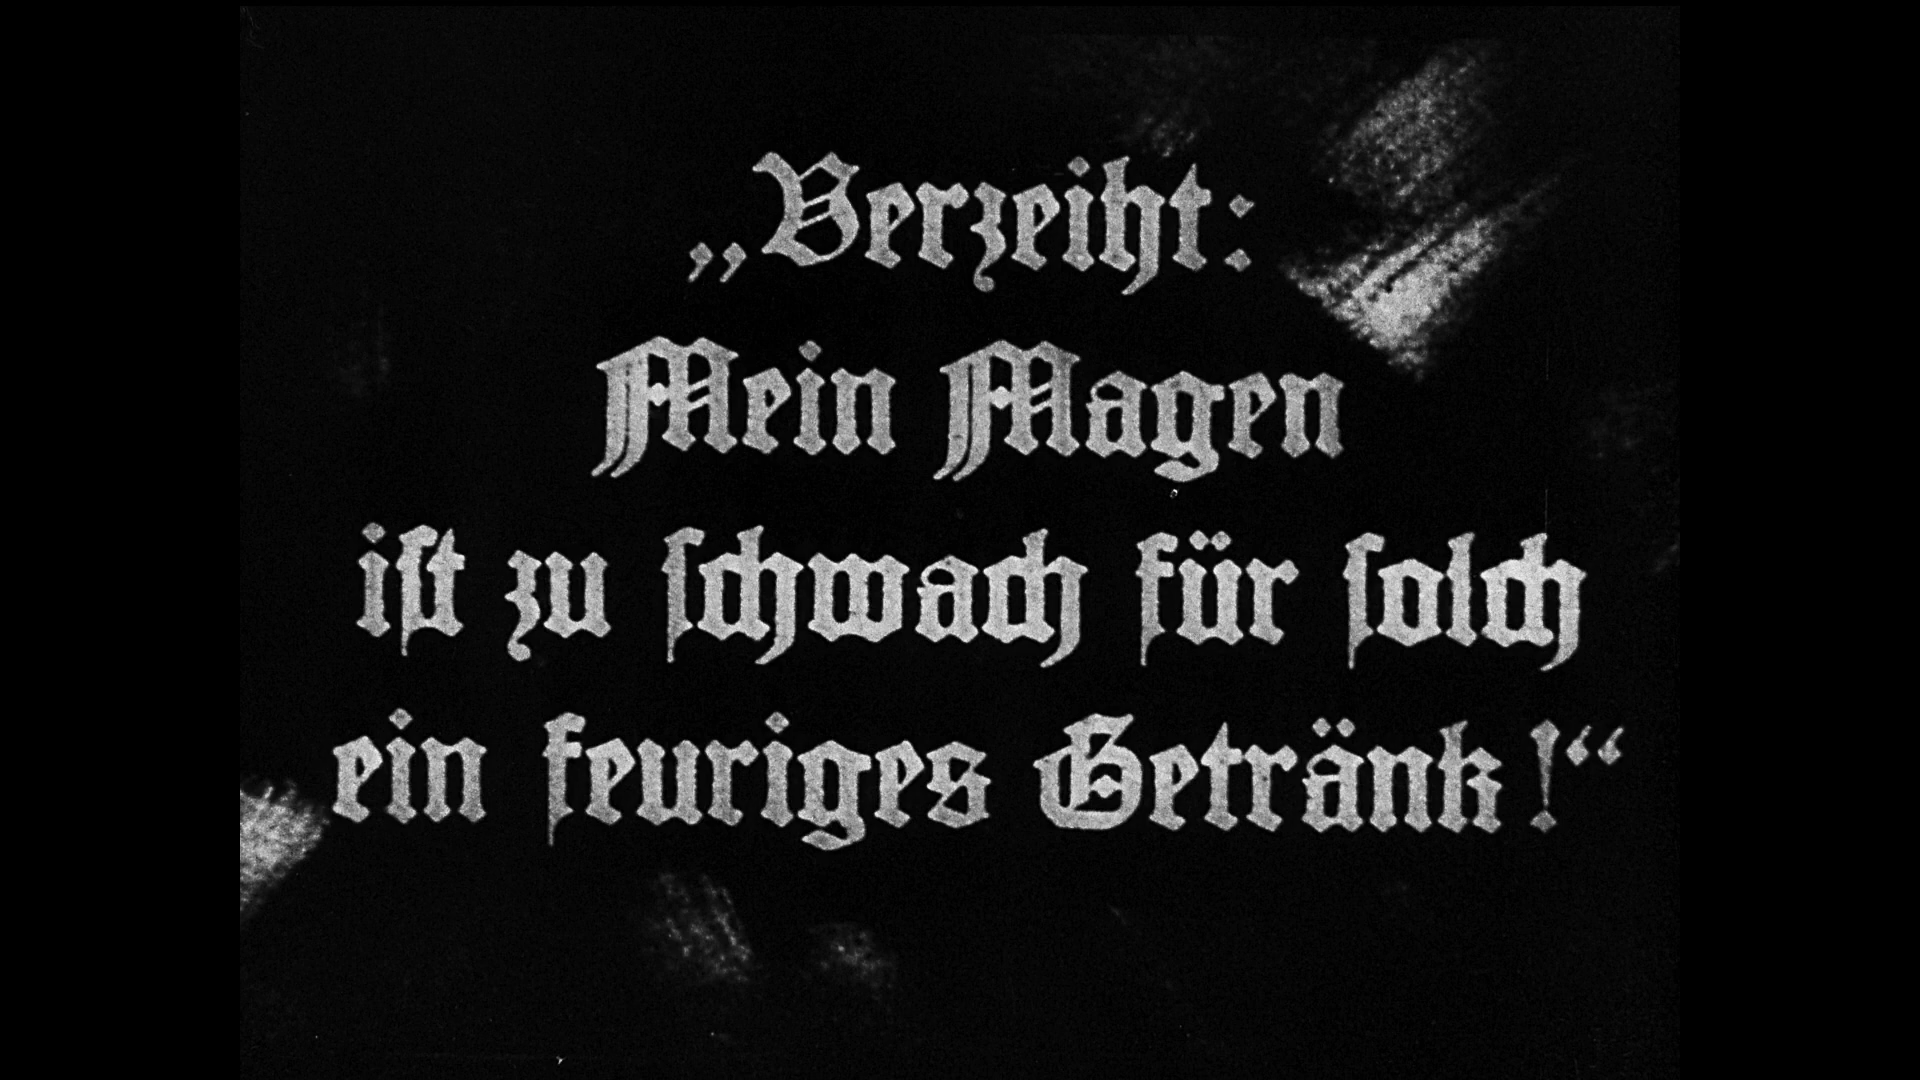 „Verzeiht:
Mein Magen
iſt zu ſchwach für ſolch
ein feuriges Getränk!“